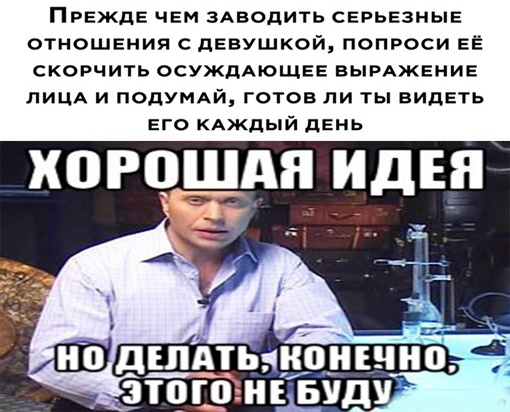 Прежде чем заводить серьезные
отношения с девушкой, попроси её
скорчить осуждающее выражение
лица и подумай, готов ли ты видеть
его каждый день
ХОРОШАЯ ИДЕЯ
НО ДЕЛАТЬ, КОНЕЧНО,
ЭТОГО НЕ БУДУ